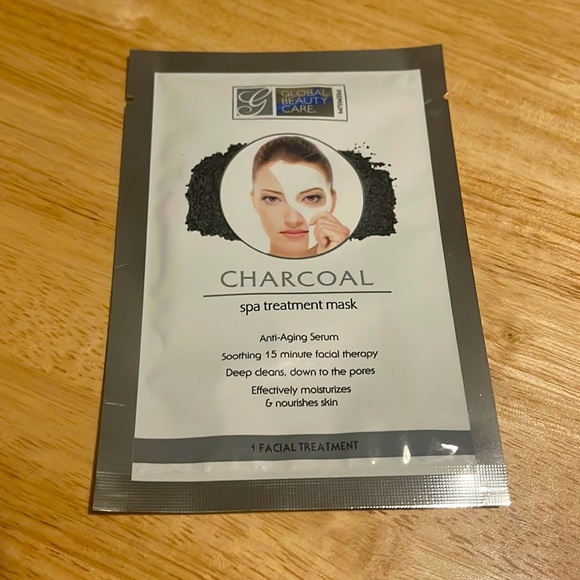 G
GLOBAL
BEAUTY
CARE
PREMIUM
CHARCOAL
spa treatment mask
Anti-Aging Serum
Soothing 15 minute facial therapy
Deep cleans, down to the pores
Effectively moisturizes
& nourishes skin
1 FACIAL TREATMENT